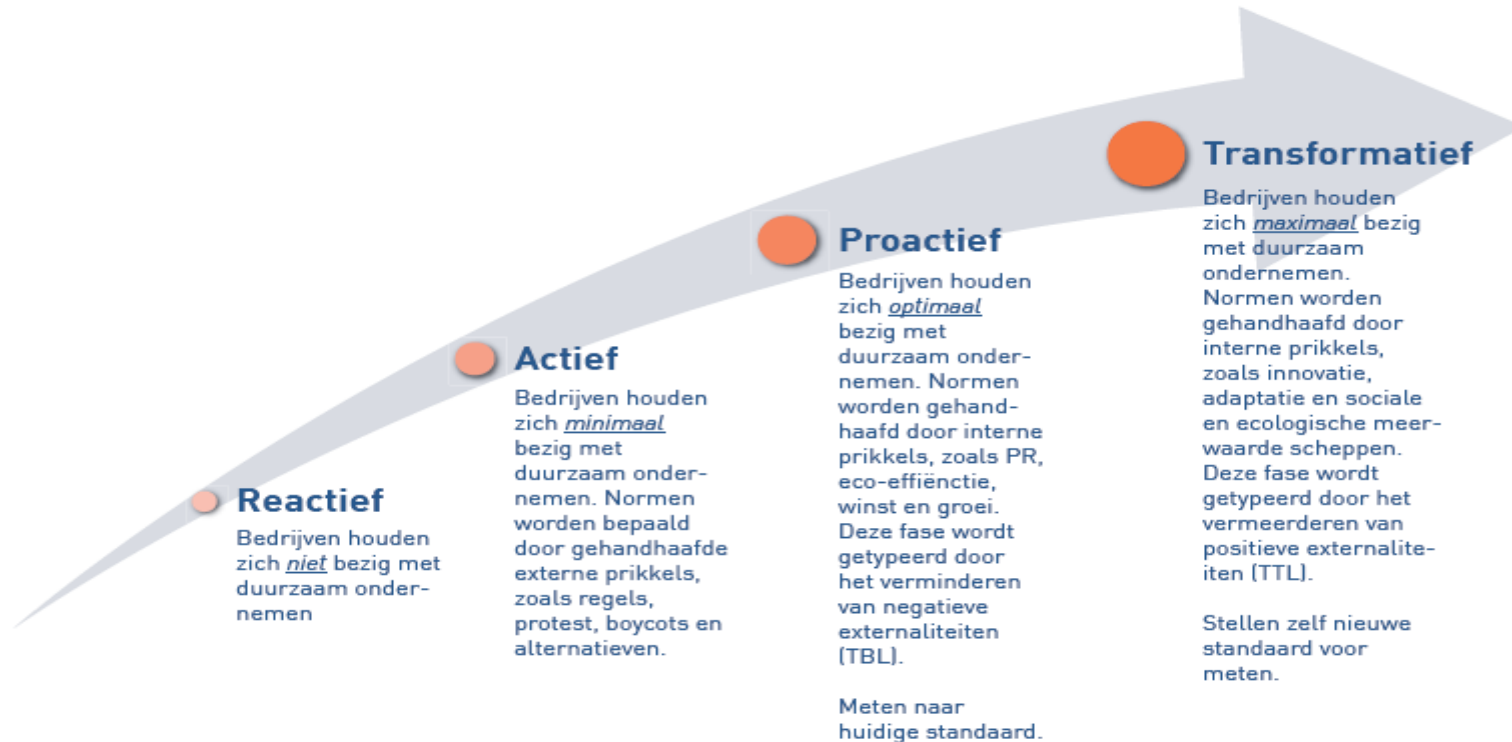 Transformatief
Bedrijven houden
zich maximaal bezig
met duurzaam
ondernemen.
Normen worden
gehandhaafd door
interne prikkels,
zoals innovatie,
adaptatie en sociale
en ecologische meer-
waarde scheppen.
Deze fase wordt
getypeerd door het
vermeerderen van
positieve externalite-
iten (TTL).
Stellen zelf nieuwe
standaard voor
meten.
Proactief
Bedrijven houden
zich optimaal
bezig met
duurzaam onder-
nemen. Normen
worden gehand-
haafd door interne
prikkels, zoals PR,
eco-effiënctie,
winst en groei.
Deze fase wordt
getypeerd door
het verminderen
van negatieve
externaliteiten
(TBL).
Meten naar
huidige standaard.
Actief
Bedrijven houden
zich minimaal
bezig met
duurzaam onder-
nemen. Normen
worden bepaald
door gehandhaafde
externe prikkels,
zoals regels,
protest, boycots en
alternatieven.
Reactief
Bedrijven houden
zich niet bezig met
duurzaam onder-
nemen